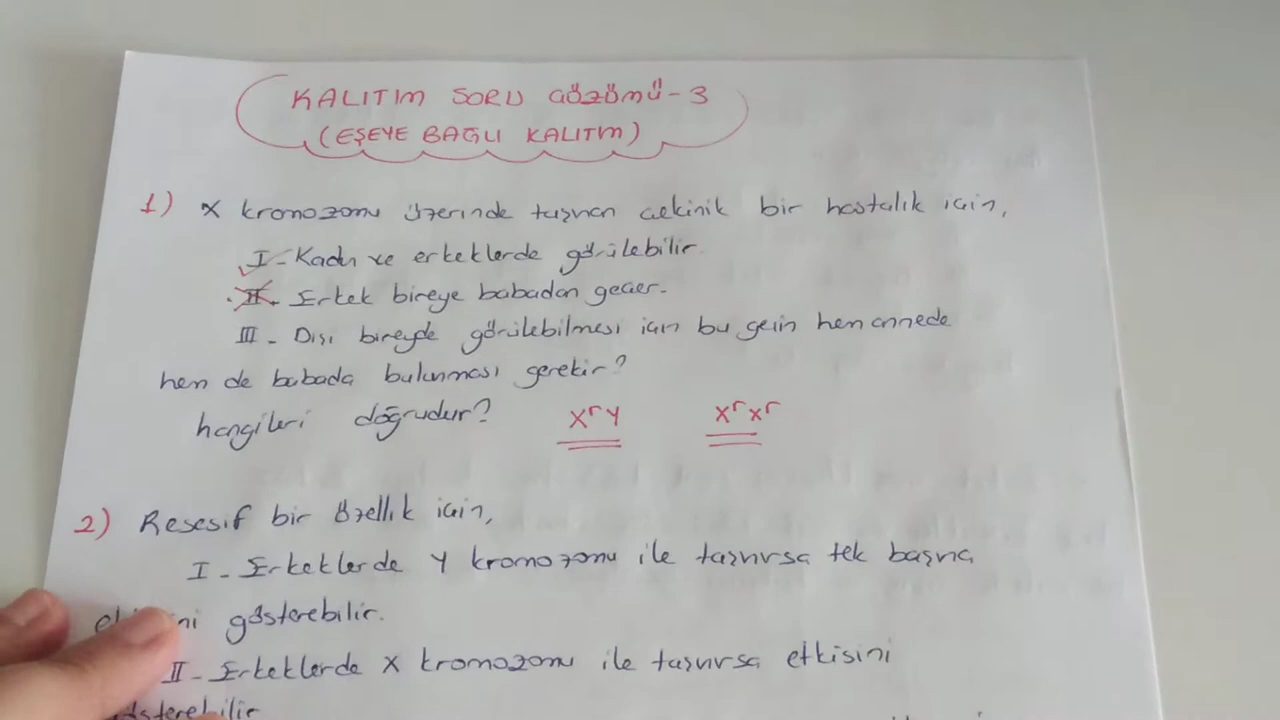 KALITIM SORU ÇÖZÜMÜ-3
(EŞEYE BAĞLI KALITIM)
1) X kromozomu üzerinde taşınan çekinik bir hastalık için,
I- Kadın ve erkeklerde görülebilir.
II- Erkek bireye babadan geçer.
III- Dişi bireyde görülebilmesi için bu genin hem annede
hem de babada bulunması gerekir?
hangileri doğrudur? XrY XrXr
2) Resesif bir özellik için,
I- Erkeklerde Y kromozomu ile taşınırsa tek başına
gösterebilir.
II- Erkeklerde X kromozomu ile taşınırsa etkisini